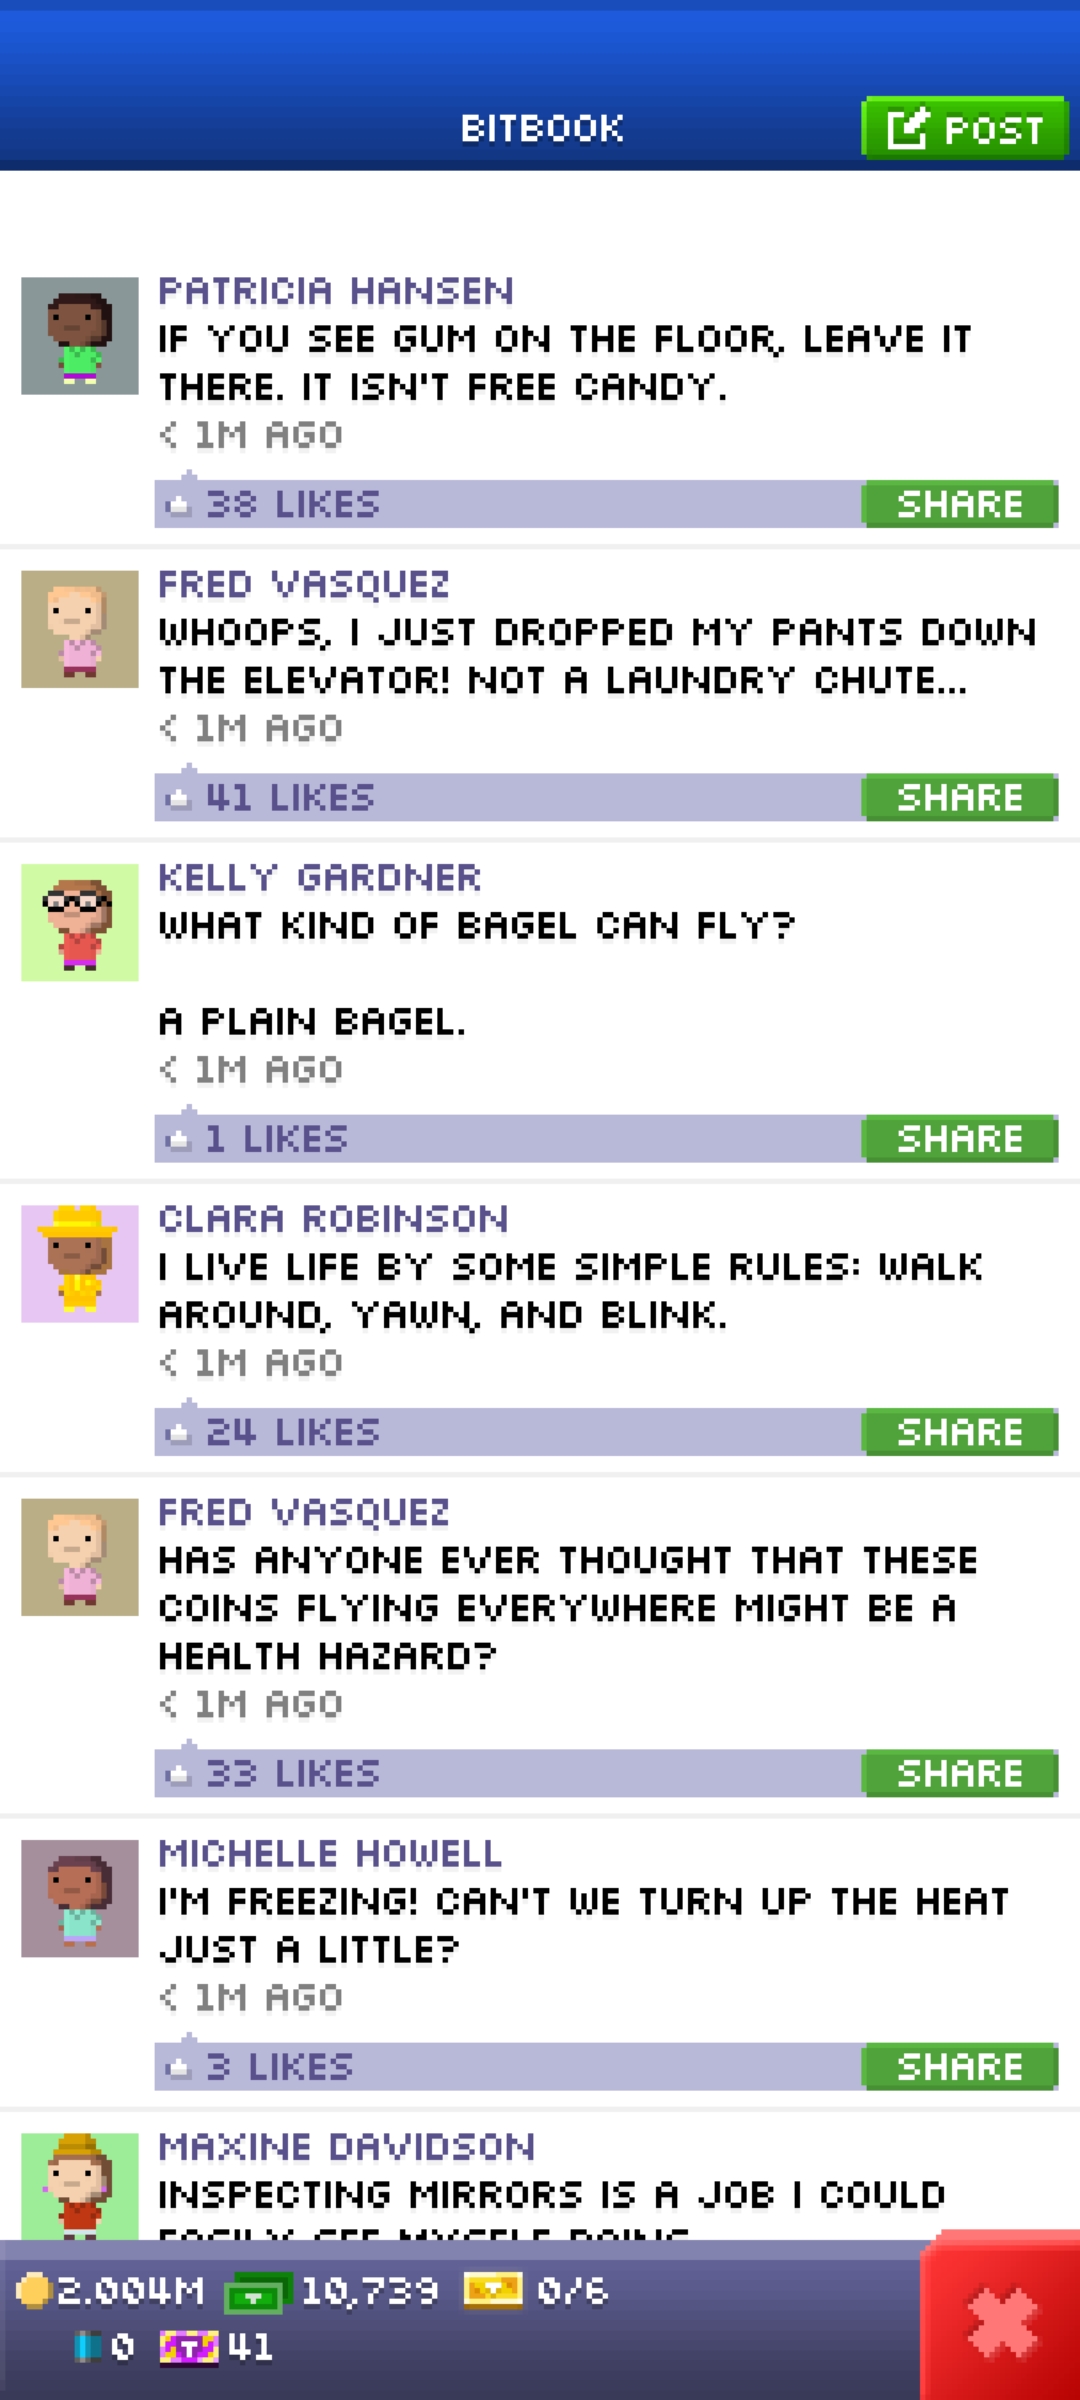 BITBOOK
POST
PATRICIA HANSEN
IF YOU SEE GUM ON THE FLOOR, LEAVE IT
THERE. IT ISN'T FREE CANDY.
< 1M AGO
38 LIKES
SHARE
FRED VASQUEZ
WHOOPS, I JUST DROPPED MY PANTS DOWN
THE ELEVATOR! NOT A LAUNDRY CHUTE...
< 1M AGO
41 LIKES
SHARE
KELLY GARDNER
WHAT KIND OF BAGEL CAN FLY?
A PLAIN BAGEL.
< 1M AGO
1 LIKES
SHARE
CLARA ROBINSON
I LIVE LIFE BY SOME SIMPLE RULES: WALK
AROUND, YAWN, AND BLINK.
< 1M AGO
24 LIKES
SHARE
FRED VASQUEZ
HAS ANYONE EVER THOUGHT THAT THESE
COINS FLYING EVERYWHERE MIGHT BE A
HEALTH HAZARD?
< 1M AGO
33 LIKES
SHARE
MICHELLE HOWELL
I'M FREEZING! CAN'T WE TURN UP THE HEAT
JUST A LITTLE?
< 1M AGO
3 LIKES
SHARE
MAXINE DAVIDSON
INSPECTING MIRRORS IS A JOB I COULD
2.004M 10,739 0/6
0 T 41